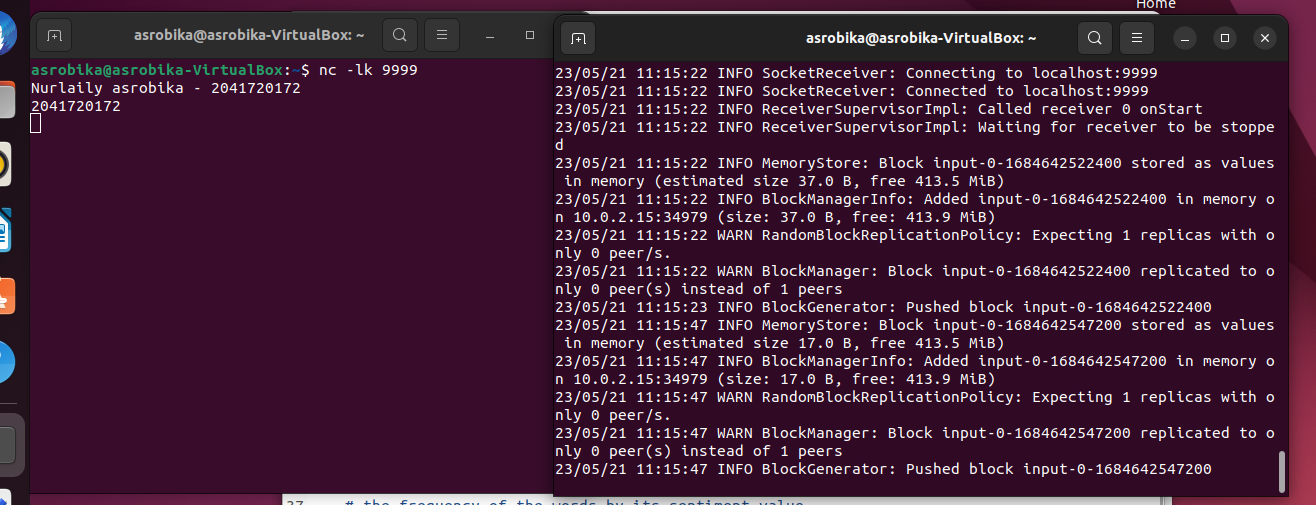 Home
asrobika@asrobika-VirtualBox: ~
asrobika@asrobika-VirtualBox:~$ nc -lk 9999
Nurlaily asrobika - 2041720172
2041720172
asrobika@asrobika-VirtualBox: ~
23/05/21 11:15:22 INFO SocketReceiver: Connecting to localhost:9999
23/05/21 11:15:22 INFO SocketReceiver: Connected to localhost:9999
23/05/21 11:15:22 INFO ReceiverSupervisorImpl: Called receiver 0 onStart
23/05/21 11:15:22 INFO ReceiverSupervisorImpl: Waiting for receiver to be stoppe
d
23/05/21 11:15:22 INFO MemoryStore: Block input-0-1684642522400 stored as values
 in memory (estimated size 37.0 B, free 413.5 MiB)
23/05/21 11:15:22 INFO BlockManagerInfo: Added input-0-1684642522400 in memory o
n 10.0.2.15:34979 (size: 37.0 B, free: 413.9 MiB)
23/05/21 11:15:22 WARN RandomBlockReplicationPolicy: Expecting 1 replicas with o
nly 0 peer/s.
23/05/21 11:15:22 WARN BlockManager: Block input-0-1684642522400 replicated to o
nly 0 peer(s) instead of 1 peers
23/05/21 11:15:23 INFO BlockGenerator: Pushed block input-0-1684642522400
23/05/21 11:15:47 INFO MemoryStore: Block input-0-1684642547200 stored as values
 in memory (estimated size 17.0 B, free 413.5 MiB)
23/05/21 11:15:47 INFO BlockManagerInfo: Added input-0-1684642547200 in memory o
n 10.0.2.15:34979 (size: 17.0 B, free: 413.9 MiB)
23/05/21 11:15:47 WARN RandomBlockReplicationPolicy: Expecting 1 replicas with o
nly 0 peer/s.
23/05/21 11:15:47 WARN BlockManager: Block input-0-1684642547200 replicated to o
nly 0 peer(s) instead of 1 peers
23/05/21 11:15:47 INFO BlockGenerator: Pushed block input-0-1684642547200
37 # the frequency of the words by its sentiment value